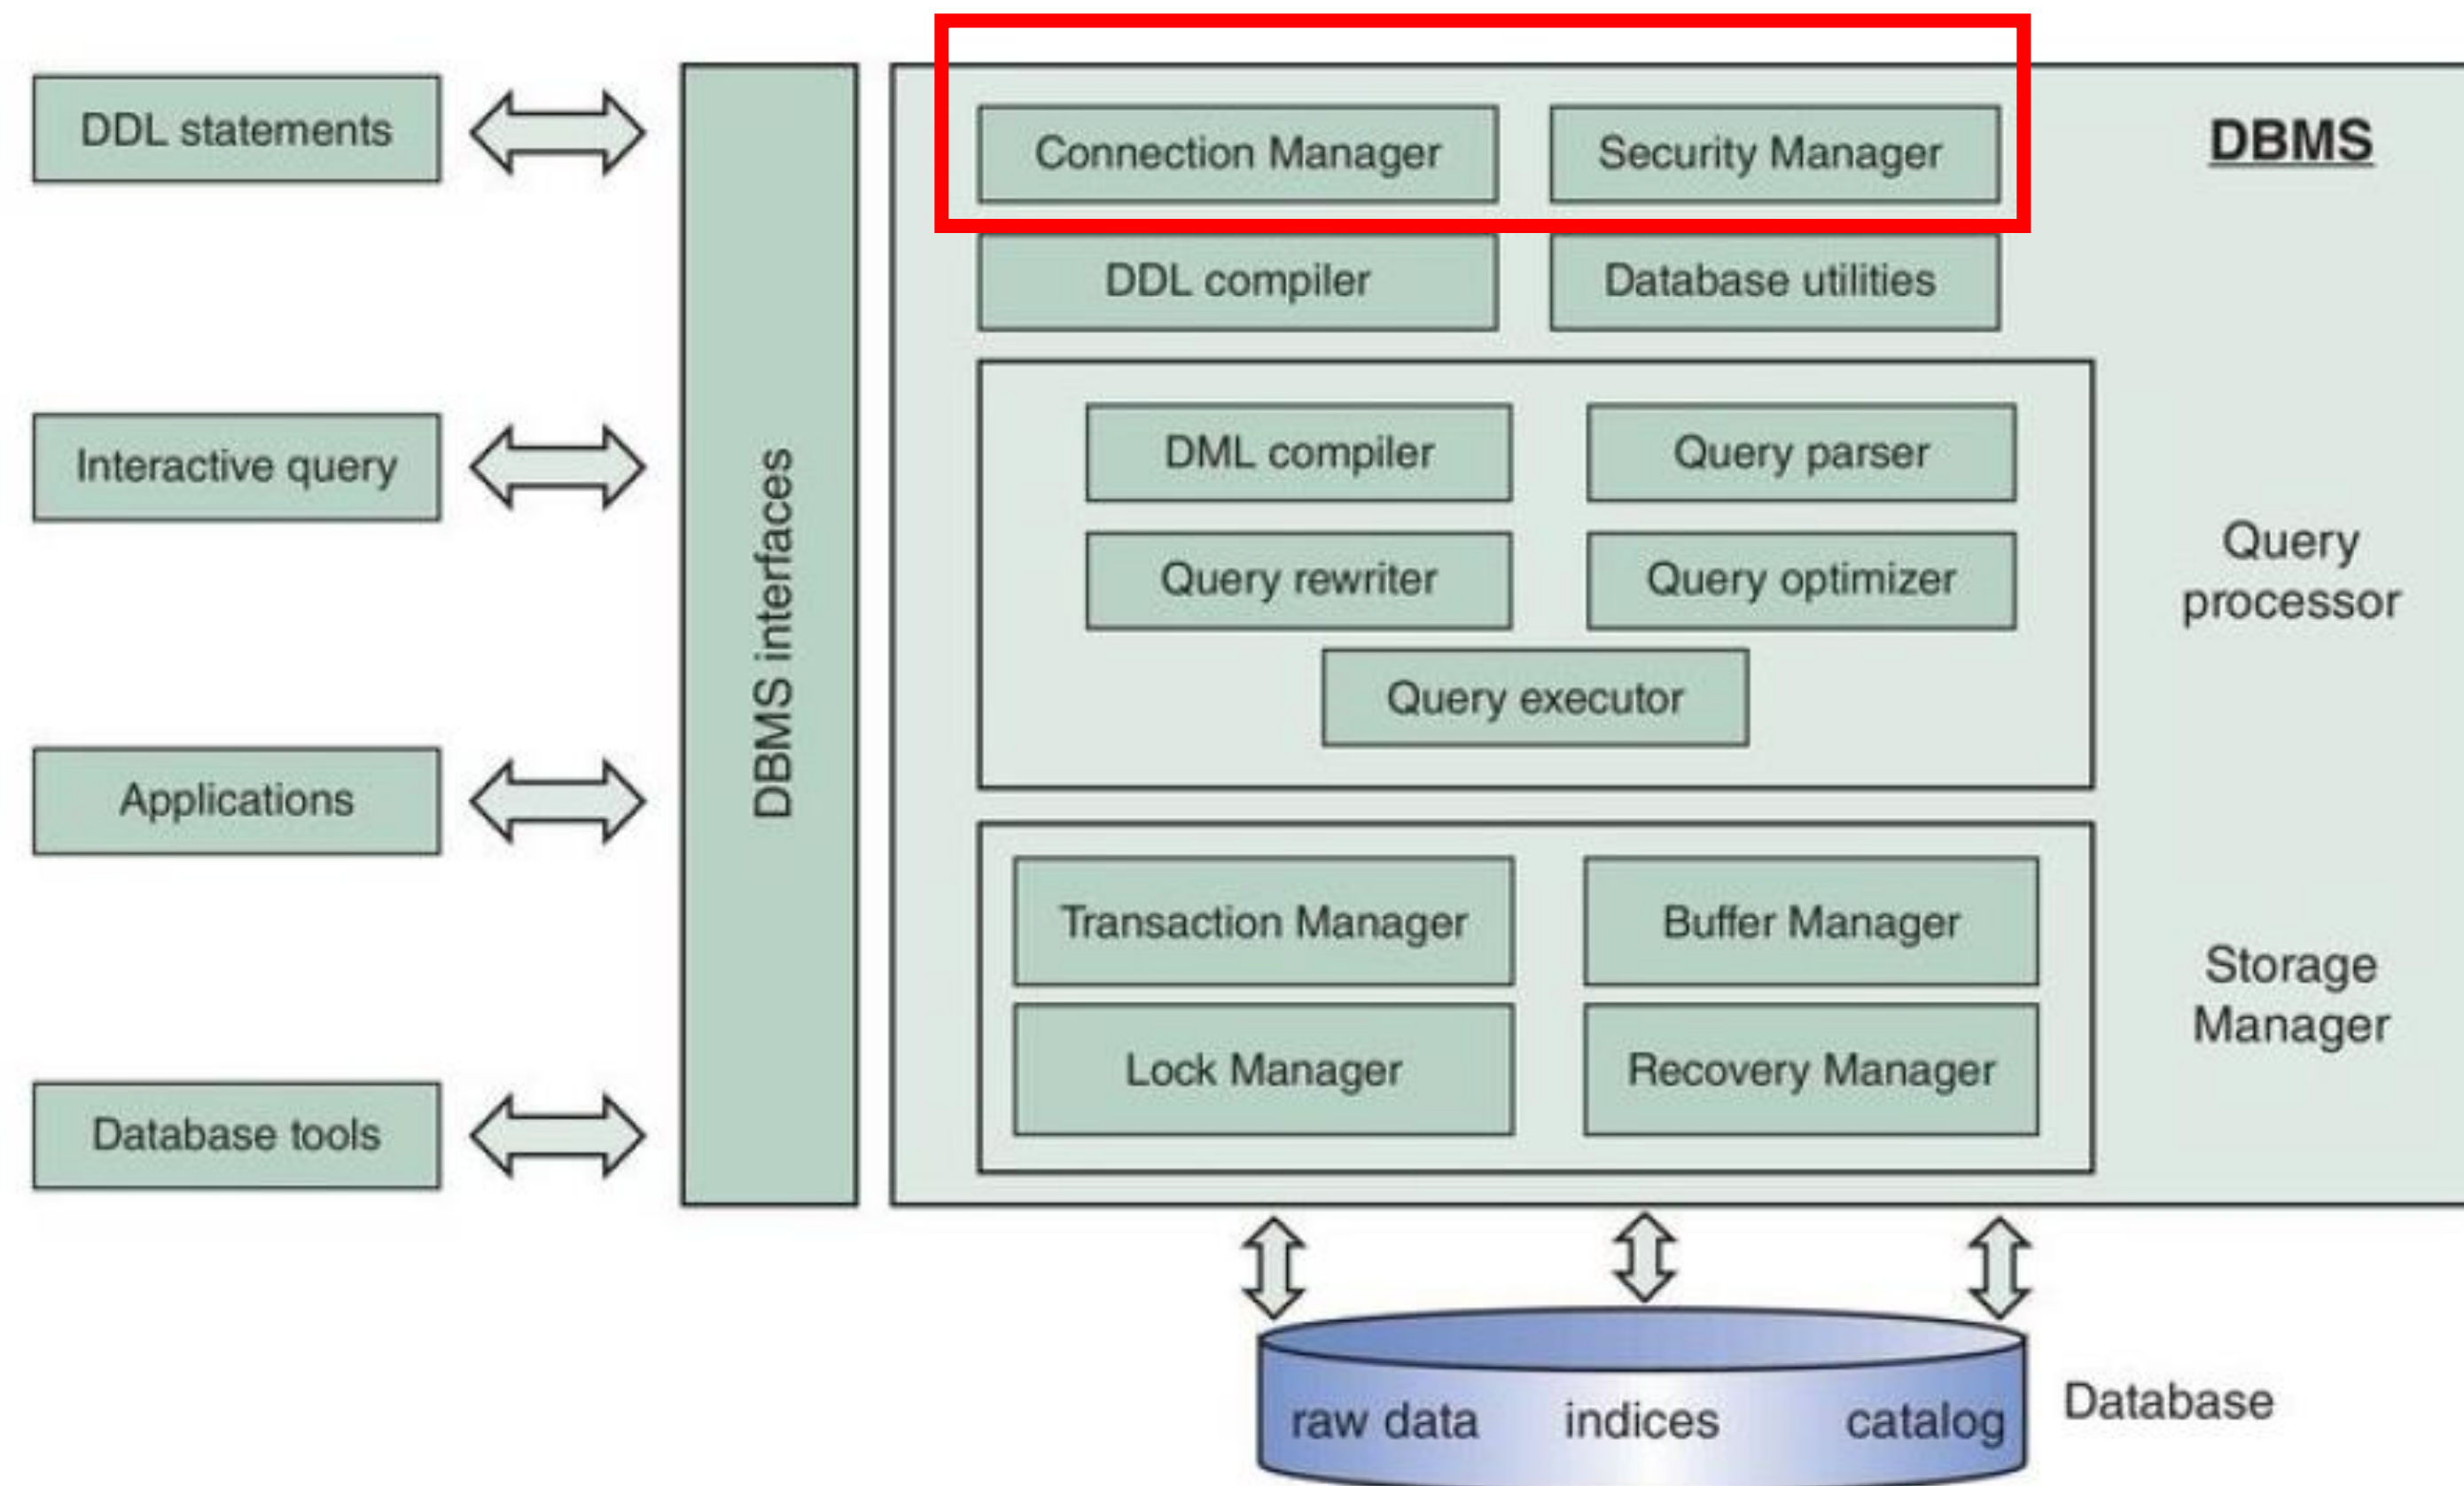 DDL statements
Interactive query
Applications
Database tools
DBMS interfaces
Connection Manager
Security Manager
DBMS
DDL compiler
Database utilities
DML compiler
Query parser
Query rewriter
Query optimizer
Query executor
Query
processor
Transaction Manager
Buffer Manager
Lock Manager
Recovery Manager
Storage
Manager
raw data
indices
catalog
Database